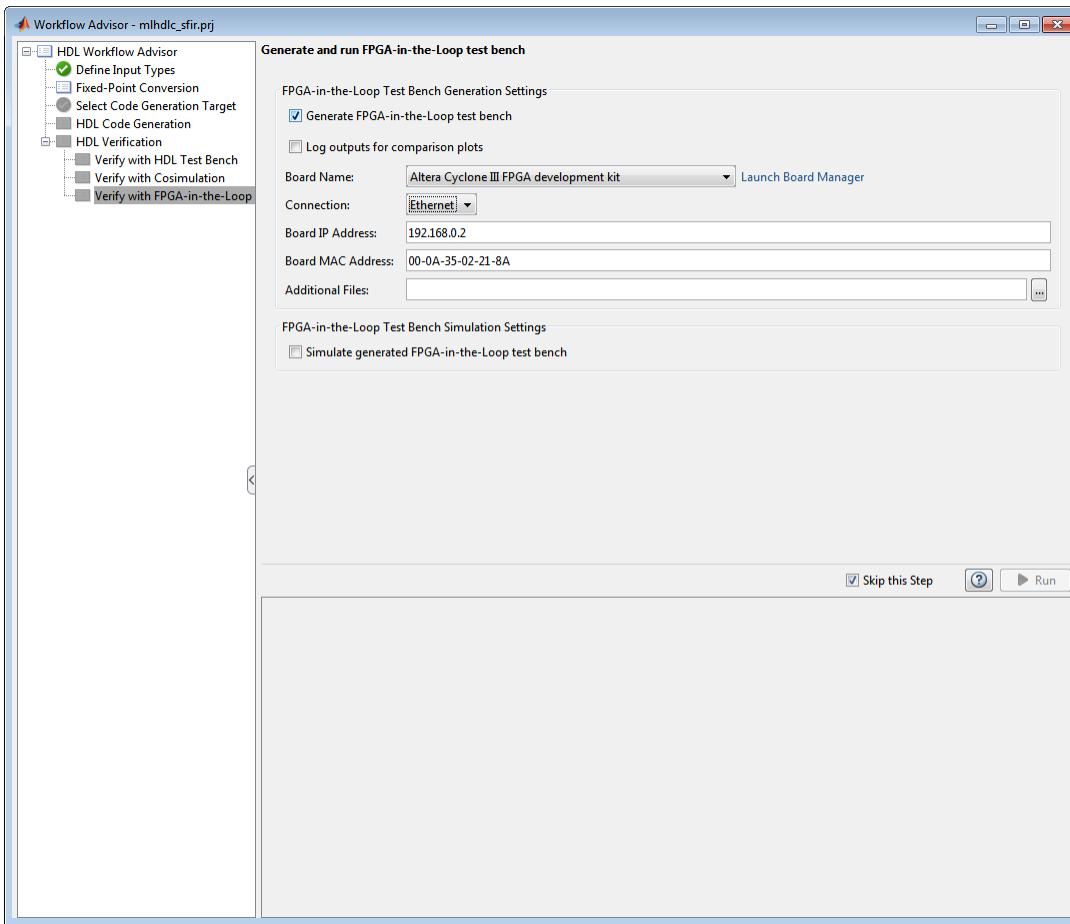 Workflow Advisor - mlhdlc_sfir.prj
HDL Workflow Advisor
Define Input Types
Fixed-Point Conversion
Select Code Generation Target
HDL Code Generation
HDL Verification
Verify with HDL Test Bench
Verify with Cosimulation
Verify with FPGA-in-the-Loop
Generate and run FPGA-in-the-Loop test bench
FPGA-in-the-Loop Test Bench Generation Settings
Generate FPGA-in-the-Loop test bench
Log outputs for comparison plots
Board Name: Altera Cyclone III FPGA development kit Launch Board Manager
Connection: Ethernet
Board IP Address: 192.168.0.2
Board MAC Address: 00-0A-35-02-21-8A
Additional Files: ...
FPGA-in-the-Loop Test Bench Simulation Settings
Simulate generated FPGA-in-the-Loop test bench
Skip this Step ? Run